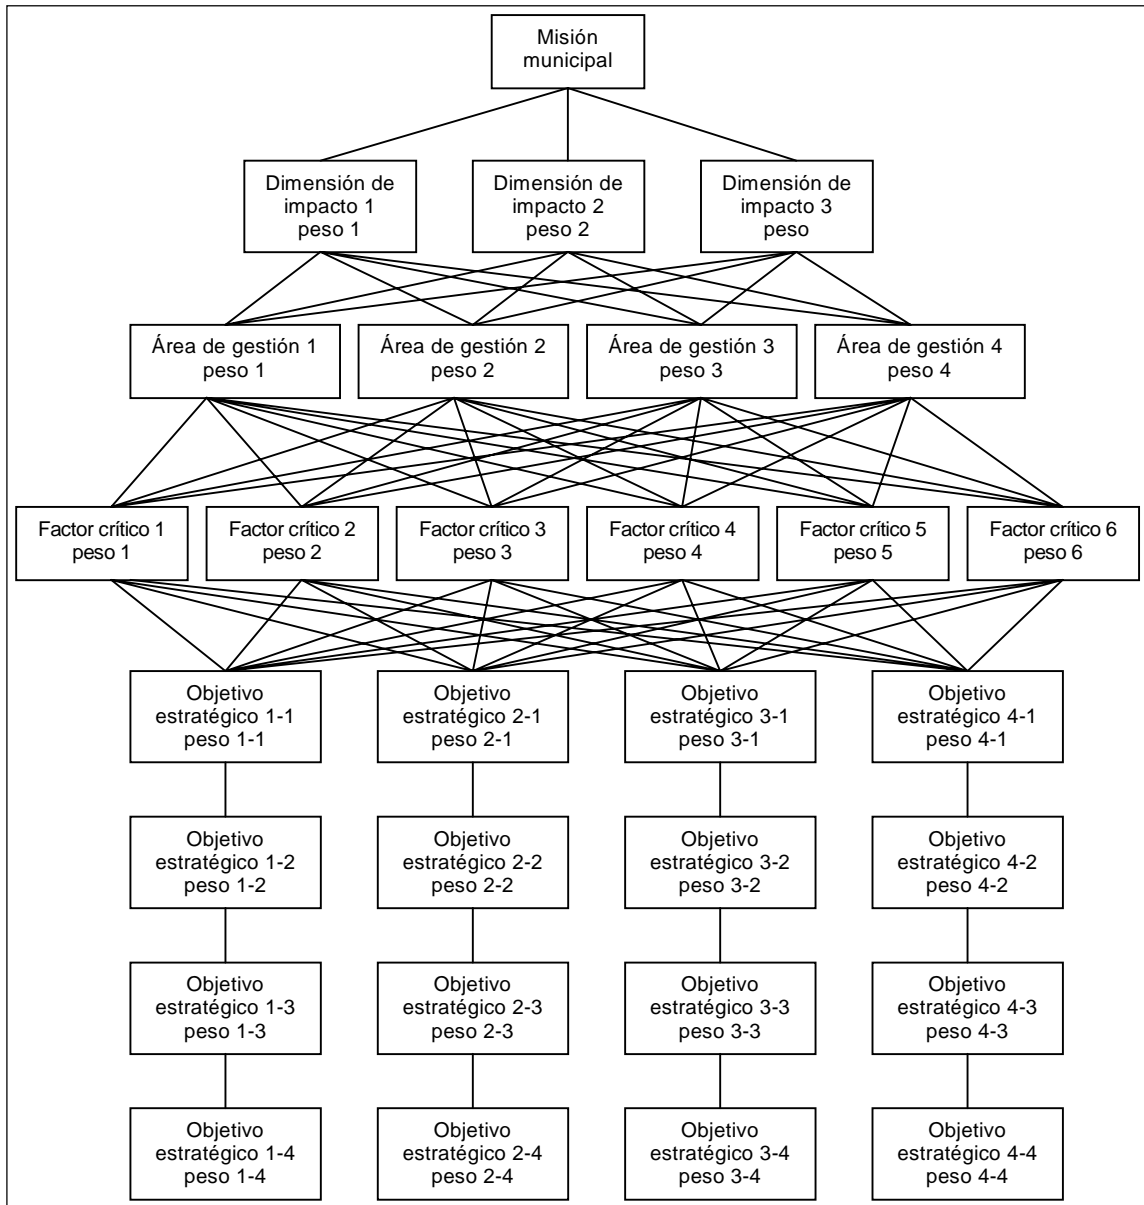 Misión
municipal
Dimensión de
impacto 1
peso 1
Dimensión de
impacto 2
peso 2
Dimensión de
impacto 3
peso
Área de gestión 1
peso 1
Área de gestión 2
peso 2
Área de gestión 3
peso 3
Área de gestión 4
peso 4
Factor crítico 1
peso 1
Factor crítico 2
peso 2
Factor crítico 3
peso 3
Factor crítico 4
peso 4
Factor crítico 5
peso 5
Factor crítico 6
peso 6
Objetivo
estratégico 1-1
peso 1-1
Objetivo
estratégico 2-1
peso 2-1
Objetivo
estratégico 3-1
peso 3-1
Objetivo
estratégico 4-1
peso 4-1
Objetivo
estratégico 1-2
peso 1-2
Objetivo
estratégico 2-2
peso 2-2
Objetivo
estratégico 3-2
peso 3-2
Objetivo
estratégico 4-2
peso 4-2
Objetivo
estratégico 1-3
peso 1-3
Objetivo
estratégico 2-3
peso 2-3
Objetivo
estratégico 3-3
peso 3-3
Objetivo
estratégico 4-3
peso 4-3
Objetivo
estratégico 1-4
peso 1-4
Objetivo
estratégico 2-4
peso 2-4
Objetivo
estratégico 3-4
peso 3-4
Objetivo
estratégico 4-4
peso 4-4